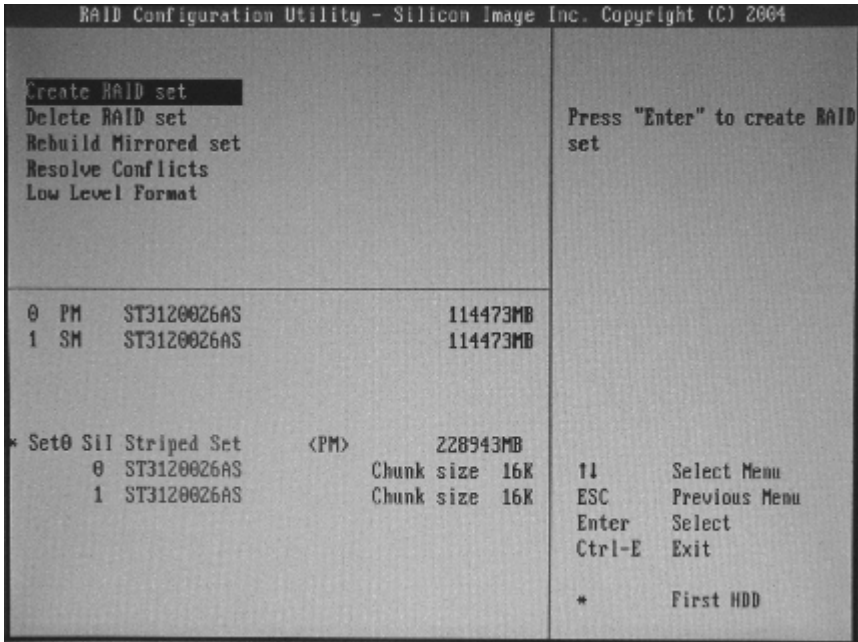 RAID Configuration Utility - Silicon Image Inc. Copyright (C) 2004
Create RAID set
Delete RAID set
Rebuild Mirrored set
Resolve Conflicts
Low Level Format
Press "Enter" to create RAID
set
0 PM ST3120026AS 114473MB
1 SM ST3120026AS 114473MB
* Set0 SiI Striped Set <PM> 228943MB
0 ST3120026AS Chunk size 16K
1 ST3120026AS Chunk size 16K
↑↓ Select Menu
ESC Previous Menu
Enter Select
Ctrl-E Exit
* First HDD